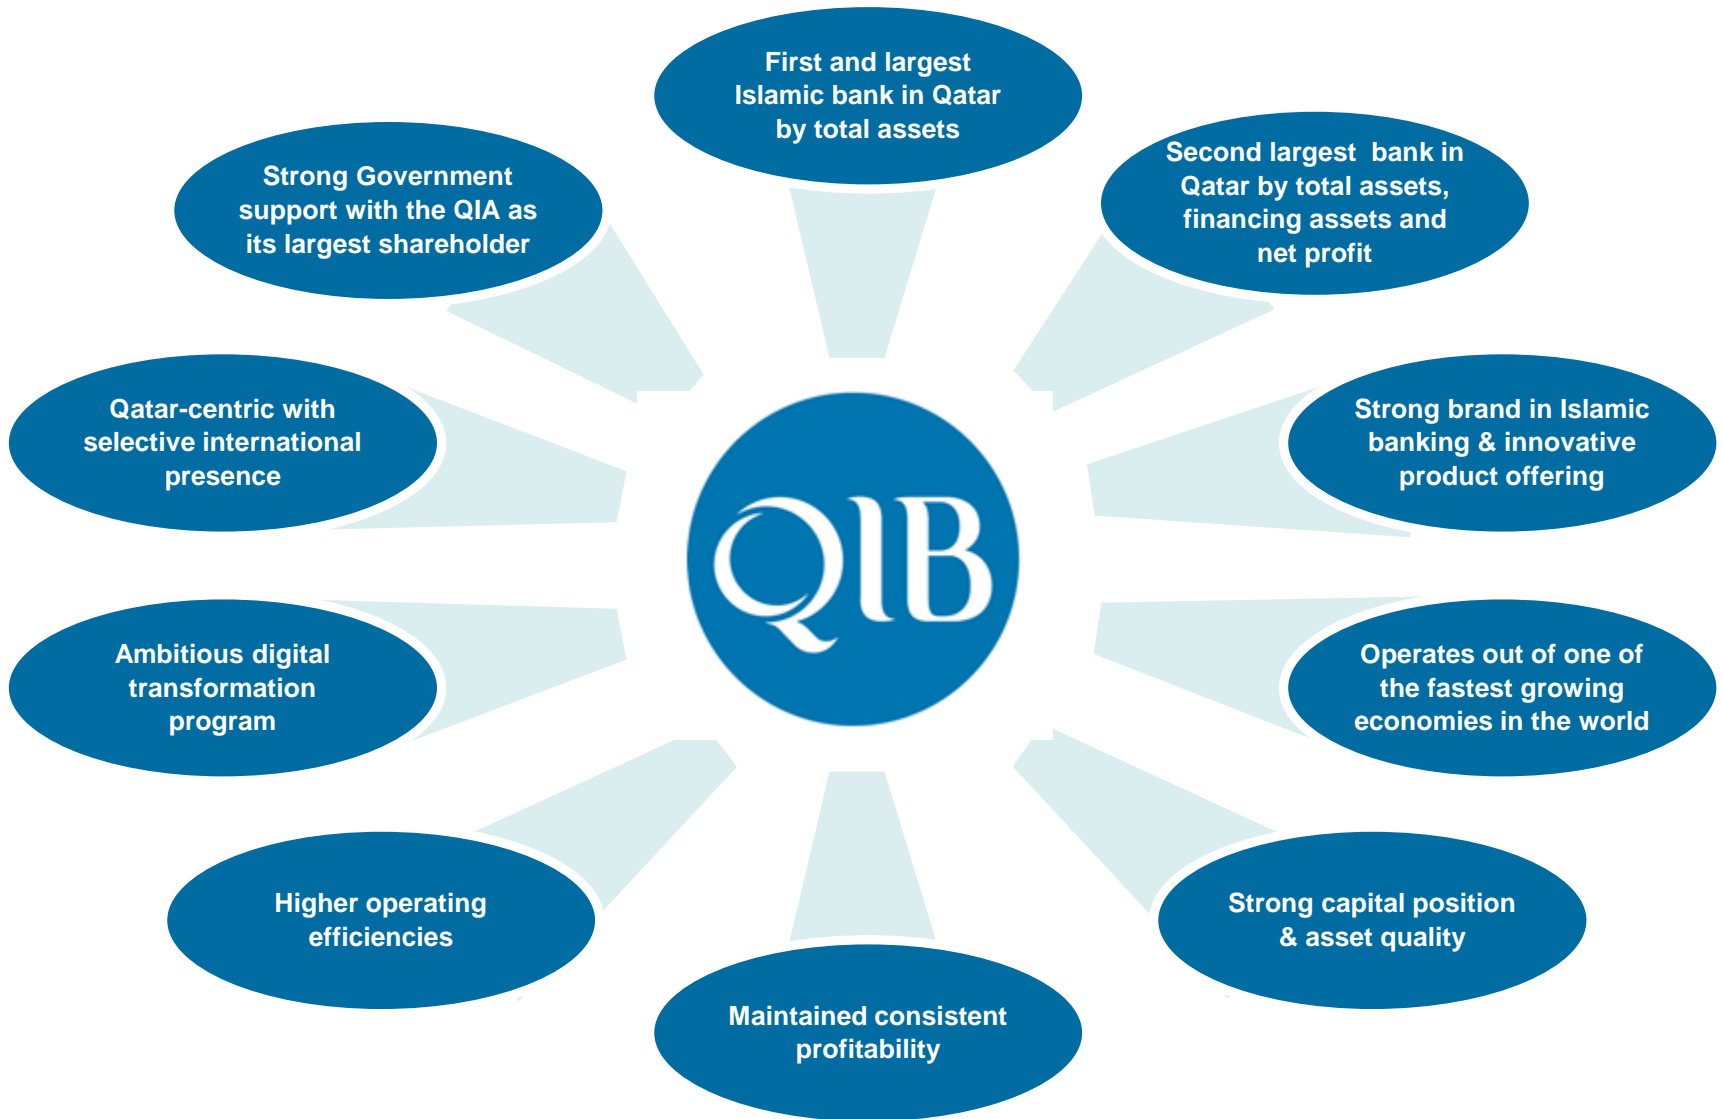 First and largest
Islamic bank in Qatar
by total assets
Second largest  bank in
Qatar by total assets,
financing assets and
net profit
Strong brand in Islamic
banking & innovative
product offering
Operates out of one of
the fastest growing
economies in the world
Strong capital position
& asset quality
Maintained consistent
profitability
Higher operating
efficiencies
Ambitious digital
transformation
program
Qatar-centric with
selective international
presence
Strong Government
support with the QIA as
its largest shareholder
QIB